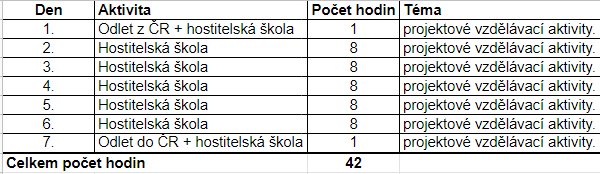 Den Aktivita Počet hodin Téma
1. Odlet z ČR + hostitelská škola 1 projektové vzdělávací aktivity.
2. Hostitelská škola 8 projektové vzdělávací aktivity.
3. Hostitelská škola 8 projektové vzdělávací aktivity.
4. Hostitelská škola 8 projektové vzdělávací aktivity.
5. Hostitelská škola 8 projektové vzdělávací aktivity.
6. Hostitelská škola 8 projektové vzdělávací aktivity.
7. Odlet do ČR + hostitelská škola 1 projektové vzdělávací aktivity.
Celkem počet hodin 42